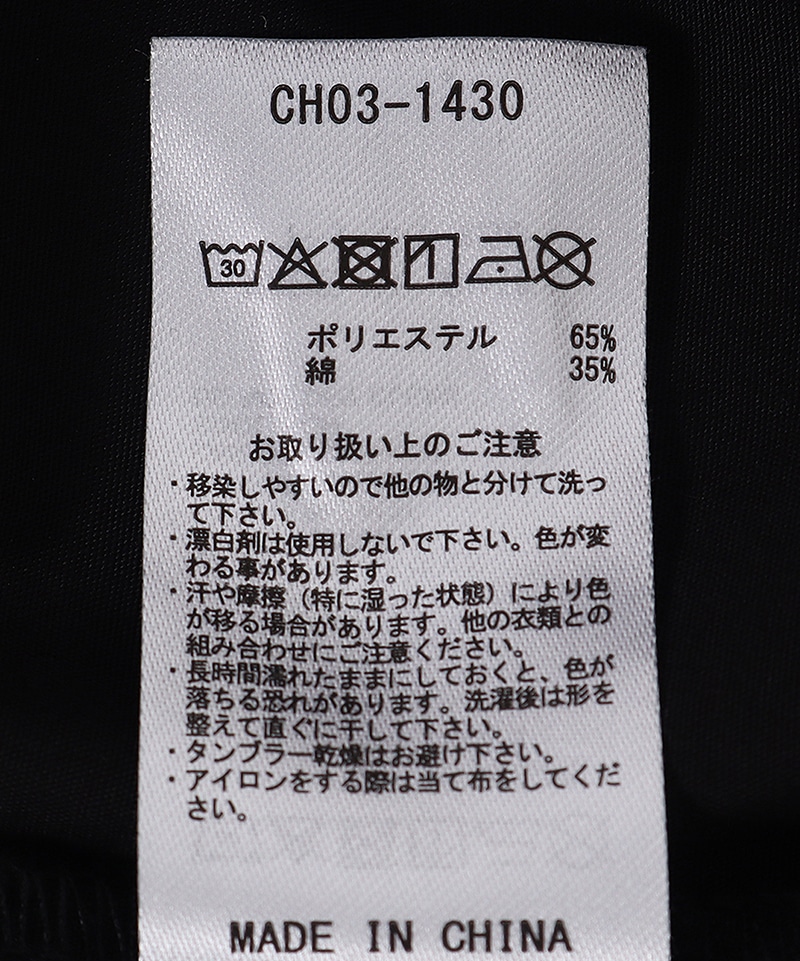 CH03-1430
30
ポリエステル 65%
綿 35%
お取り扱い上のご注意
・移染しやすいので他の物と分けて洗っ
て下さい。
・漂白剤は使用しないで下さい。色が変
わる事があります。
・汗や摩擦（特に湿った状態）により色
が移る場合があります。他の衣類との
組み合わせにご注意ください。
・長時間濡れたままにしておくと、色が
落ちる恐れがあります。洗濯後は形を
整えて直ぐに干して下さい。
・タンブラー乾燥はお避け下さい。
・アイロンをする際は当て布をしてくだ
さい。
MADE IN CHINA